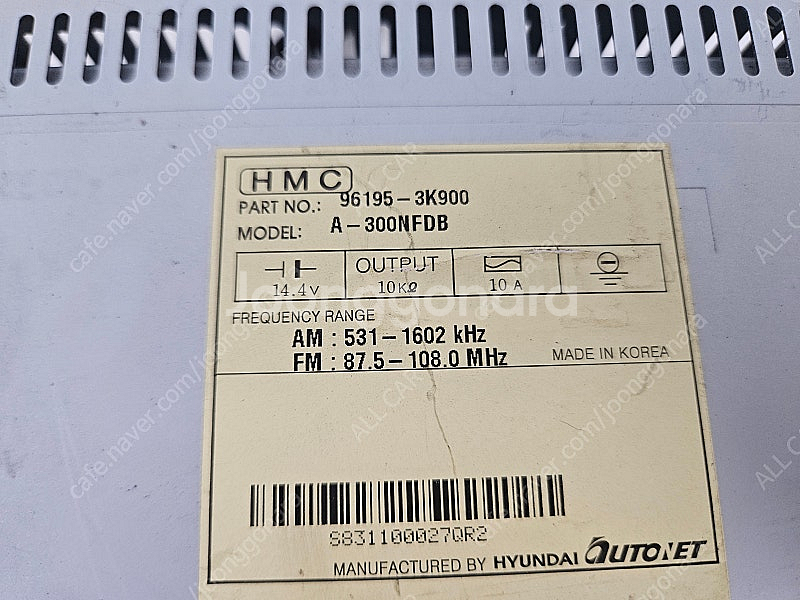 HMC
PART NO.: 96195-3K900
MODEL: A-300NFDB
14.4V OUTPUT 10KΩ 10 A
FREQUENCY RANGE
AM : 531-1602 kHz
FM : 87.5-108.0 MHz MADE IN KOREA
S831100027QR2
MANUFACTURED BY HYUNDAI AUTONET
joonggonara
cafe.naver.com/joonggonara
ALL CAR